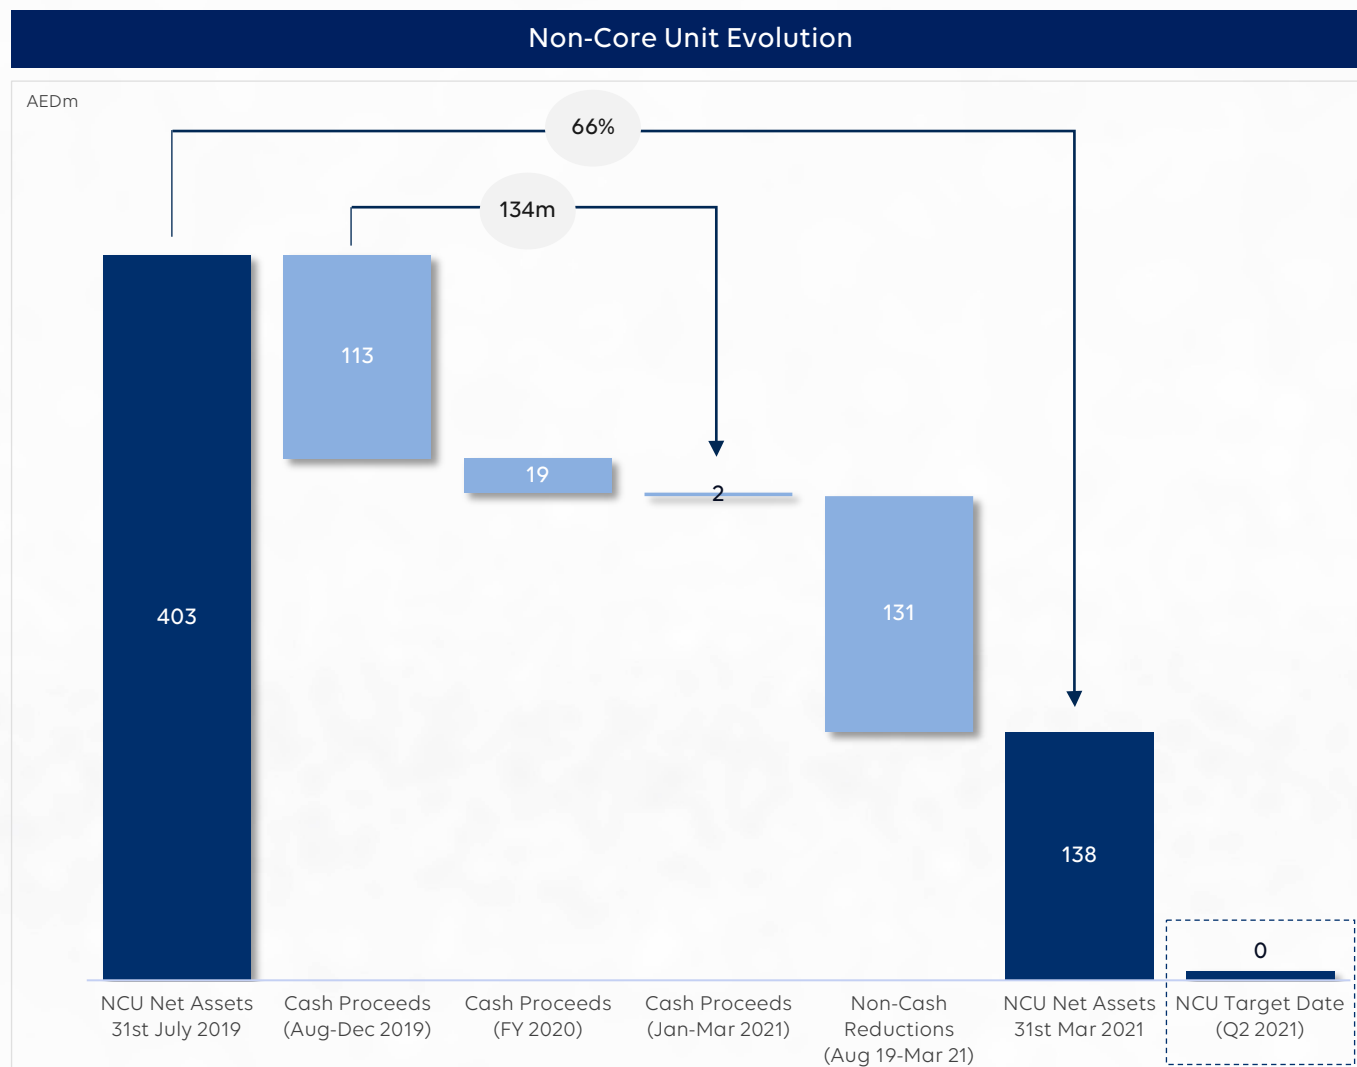 Non-Core Unit Evolution
AEDm
66%
134m
113
19
2
403
131
138
0
NCU Net Assets
31st July 2019
Cash Proceeds
(Aug-Dec 2019)
Cash Proceeds
(FY 2020)
Cash Proceeds
(Jan-Mar 2021)
Non-Cash
Reductions
(Aug 19-Mar 21)
NCU Net Assets
31st Mar 2021
NCU Target Date
(Q2 2021)